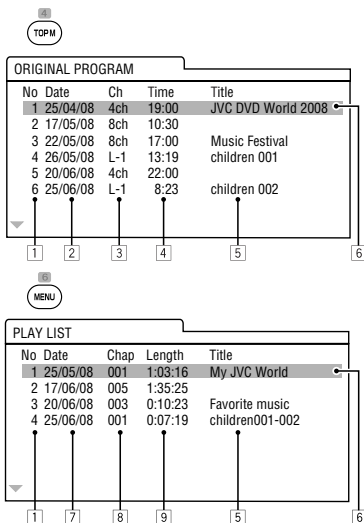 4
TOP M
ORIGINAL PROGRAM
No Date Ch Time Title
1 25/04/08 4ch 19:00 JVC DVD World 2008
2 17/05/08 8ch 10:30
3 22/05/08 8ch 17:00 Music Festival
4 26/05/08 L-1 13:19 children 001
5 20/06/08 4ch 22:00
6 25/06/08 L-1 8:23 children 002
1 2 3 4 5 6
6
MENU
PLAY LIST
No Date Chap Length Title
1 25/05/08 001 1:03:16 My JVC World
2 17/06/08 005 1:35:25
3 20/06/08 003 0:10:23 Favorite music
4 25/06/08 001 0:07:19 children001-002
1 7 8 9 5 6